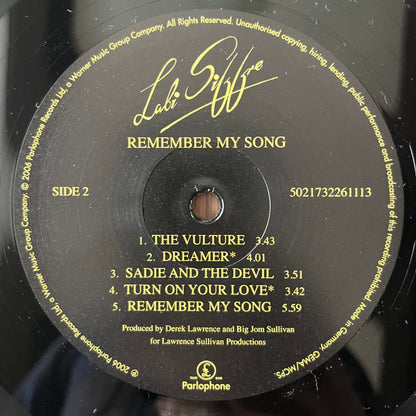 Labi Siffre
REMEMBER MY SONG
SIDE 2
5021732261113
1. THE VULTURE 3.43
2. DREAMER* 4.01
3. SADIE AND THE DEVIL 3.51
4. TURN ON YOUR LOVE* 3.42
5. REMEMBER MY SONG 5.59
Produced by Derek Lawrence and Big Jom Sullivan
for Lawrence Sullivan Productions
Parlophone
℗ 2006 Parlophone Records Ltd, a Warner Music Group Company. © 2006 Parlophone Records Ltd, a Warner Music Group Company. All Rights Reserved. Unauthorised copying, hiring, lending, public performance and broadcasting of this recording prohibited. Made in Germany. GEMA/MCPS